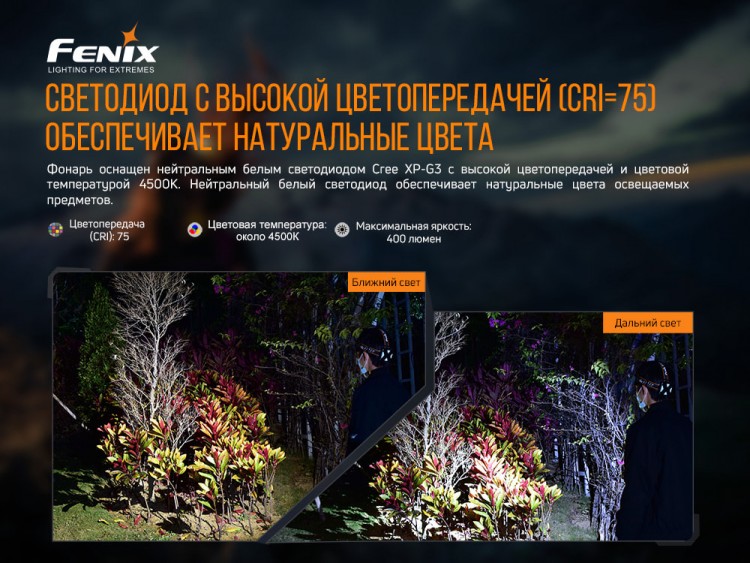 FENIX
LIGHTING FOR EXTREMES
СВЕТОДИОД С ВЫСОКОЙ ЦВЕТОПЕРЕДАЧЕЙ (CRI=75)
ОБЕСПЕЧИВАЕТ НАТУРАЛЬНЫЕ ЦВЕТА
Фонарь оснащен нейтральным белым светодиодом Cree XP-G3 с высокой цветопередачей и цветовой
температурой 4500К. Нейтральный белый светодиод обеспечивает натуральные цвета освещаемых
предметов.
Цветопередача
(CRI): 75
Цветовая температура:
около 4500К
Максимальная яркость:
400 люмен
Ближний свет
Дальний свет